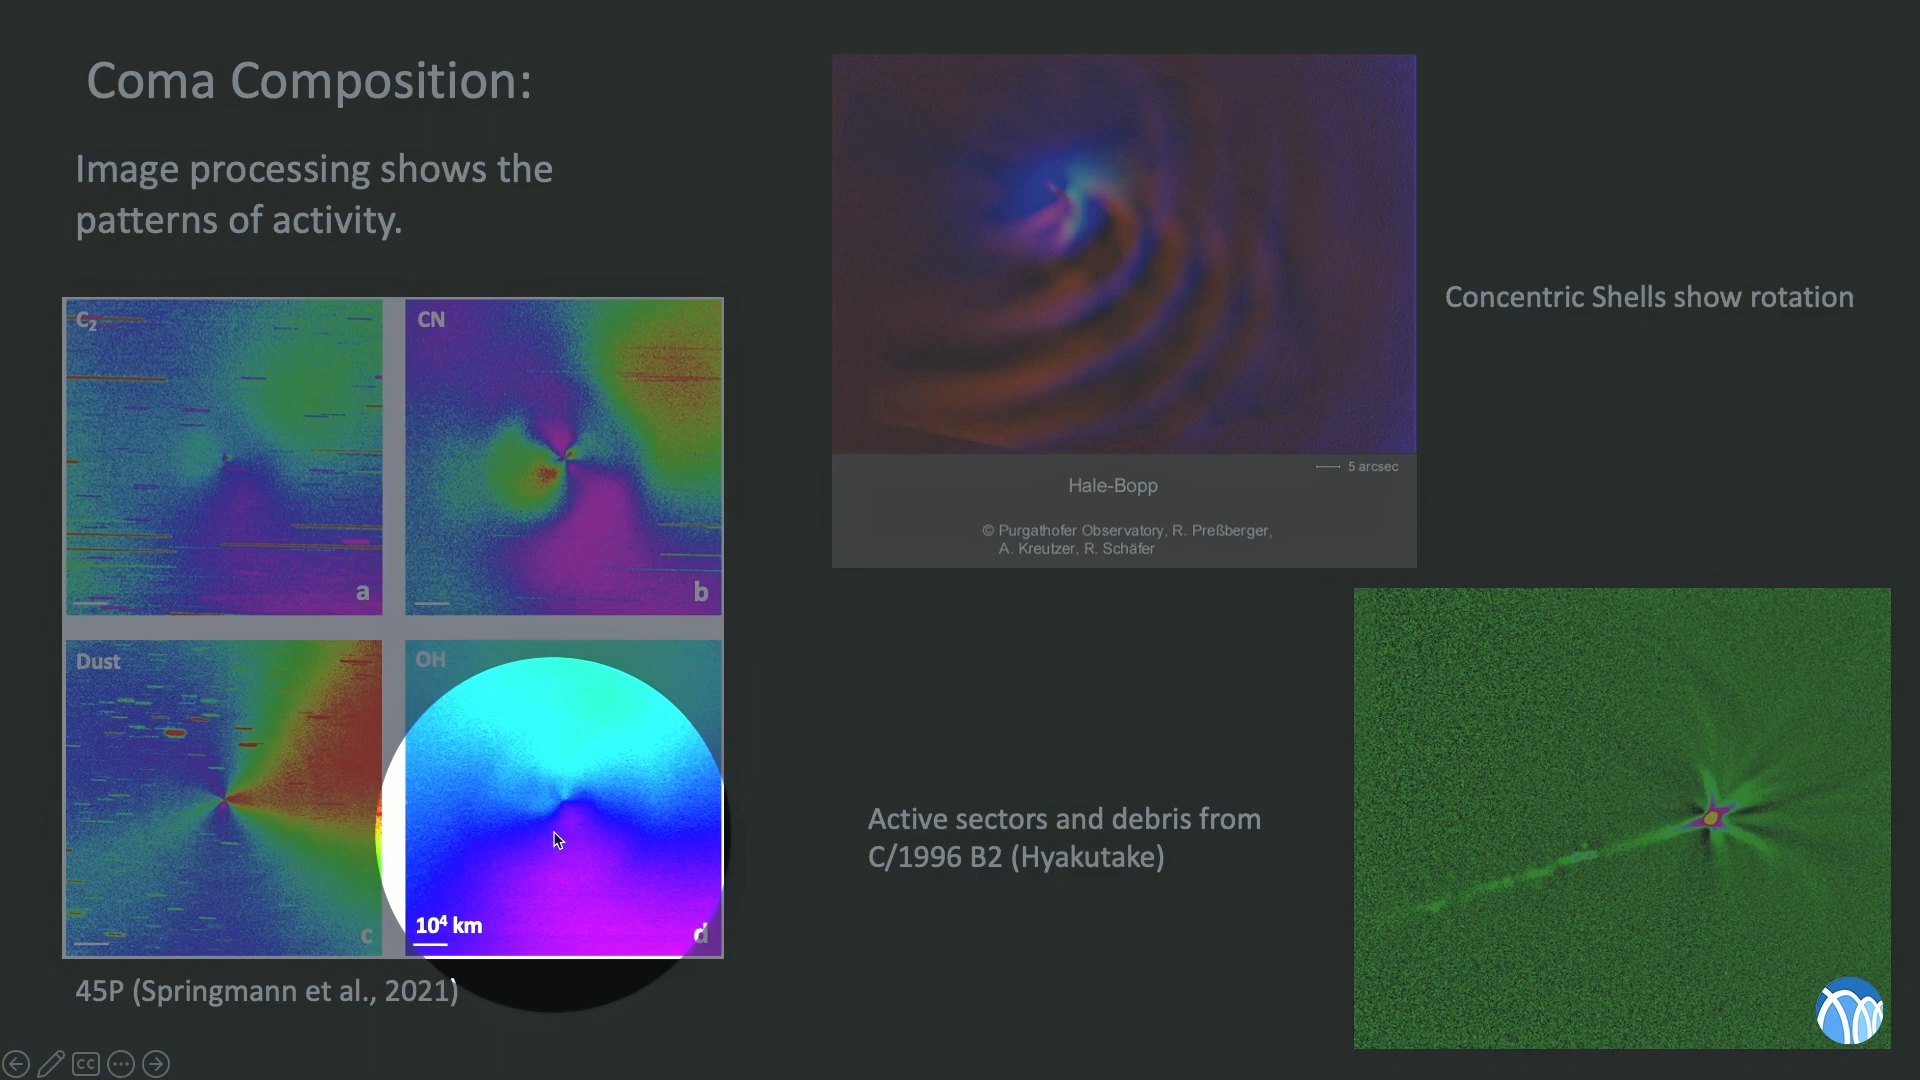 Coma Composition:
Image processing shows the
patterns of activity.
C₂
CN
a
b
Dust
OH
10⁴ km
c
d
45P (Springmann et al., 2021)
5 arcsec
Hale-Bopp
© Purgathofer Observatory, R. Preßberger,
A. Kreutzer, R. Schäfer
Concentric Shells show rotation
Active sectors and debris from
C/1996 B2 (Hyakutake)
CC